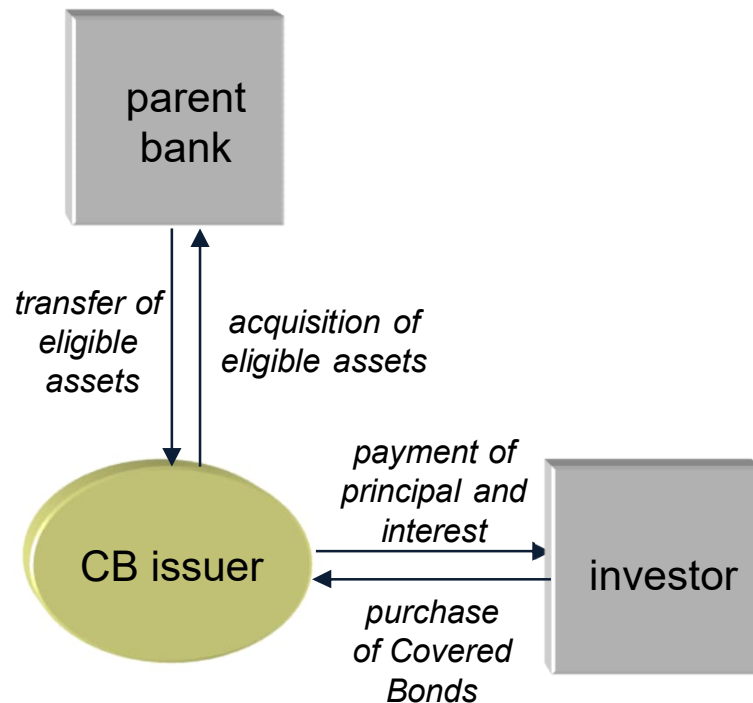 parent
bank
transfer of
eligible
assets
acquisition of
eligible assets
payment of
principal and
interest
CB issuer
investor
purchase
of Covered
Bonds